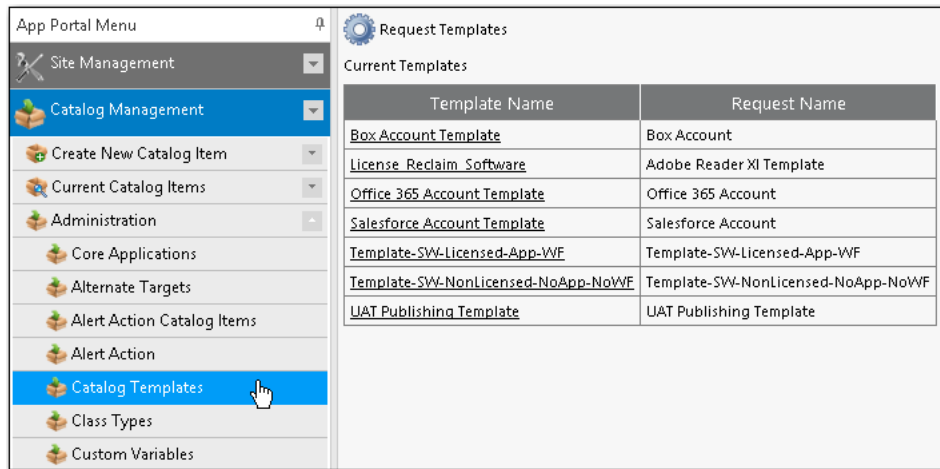 App Portal Menu
Site Management
Catalog Management
Create New Catalog Item
Current Catalog Items
Administration
Core Applications
Alternate Targets
Alert Action Catalog Items
Alert Action
Catalog Templates
Class Types
Custom Variables
Request Templates
Current Templates
Template Name Request Name
Box Account Template Box Account
License_Reclaim_Software Adobe Reader XI Template
Office 365 Account Template Office 365 Account
Salesforce Account Template Salesforce Account
Template-SW-Licensed-App-WF Template-SW-Licensed-App-WF
Template-SW-NonLicensed-NoApp-NoWF Template-SW-NonLicensed-NoApp-NoWF
UAT Publishing Template UAT Publishing Template